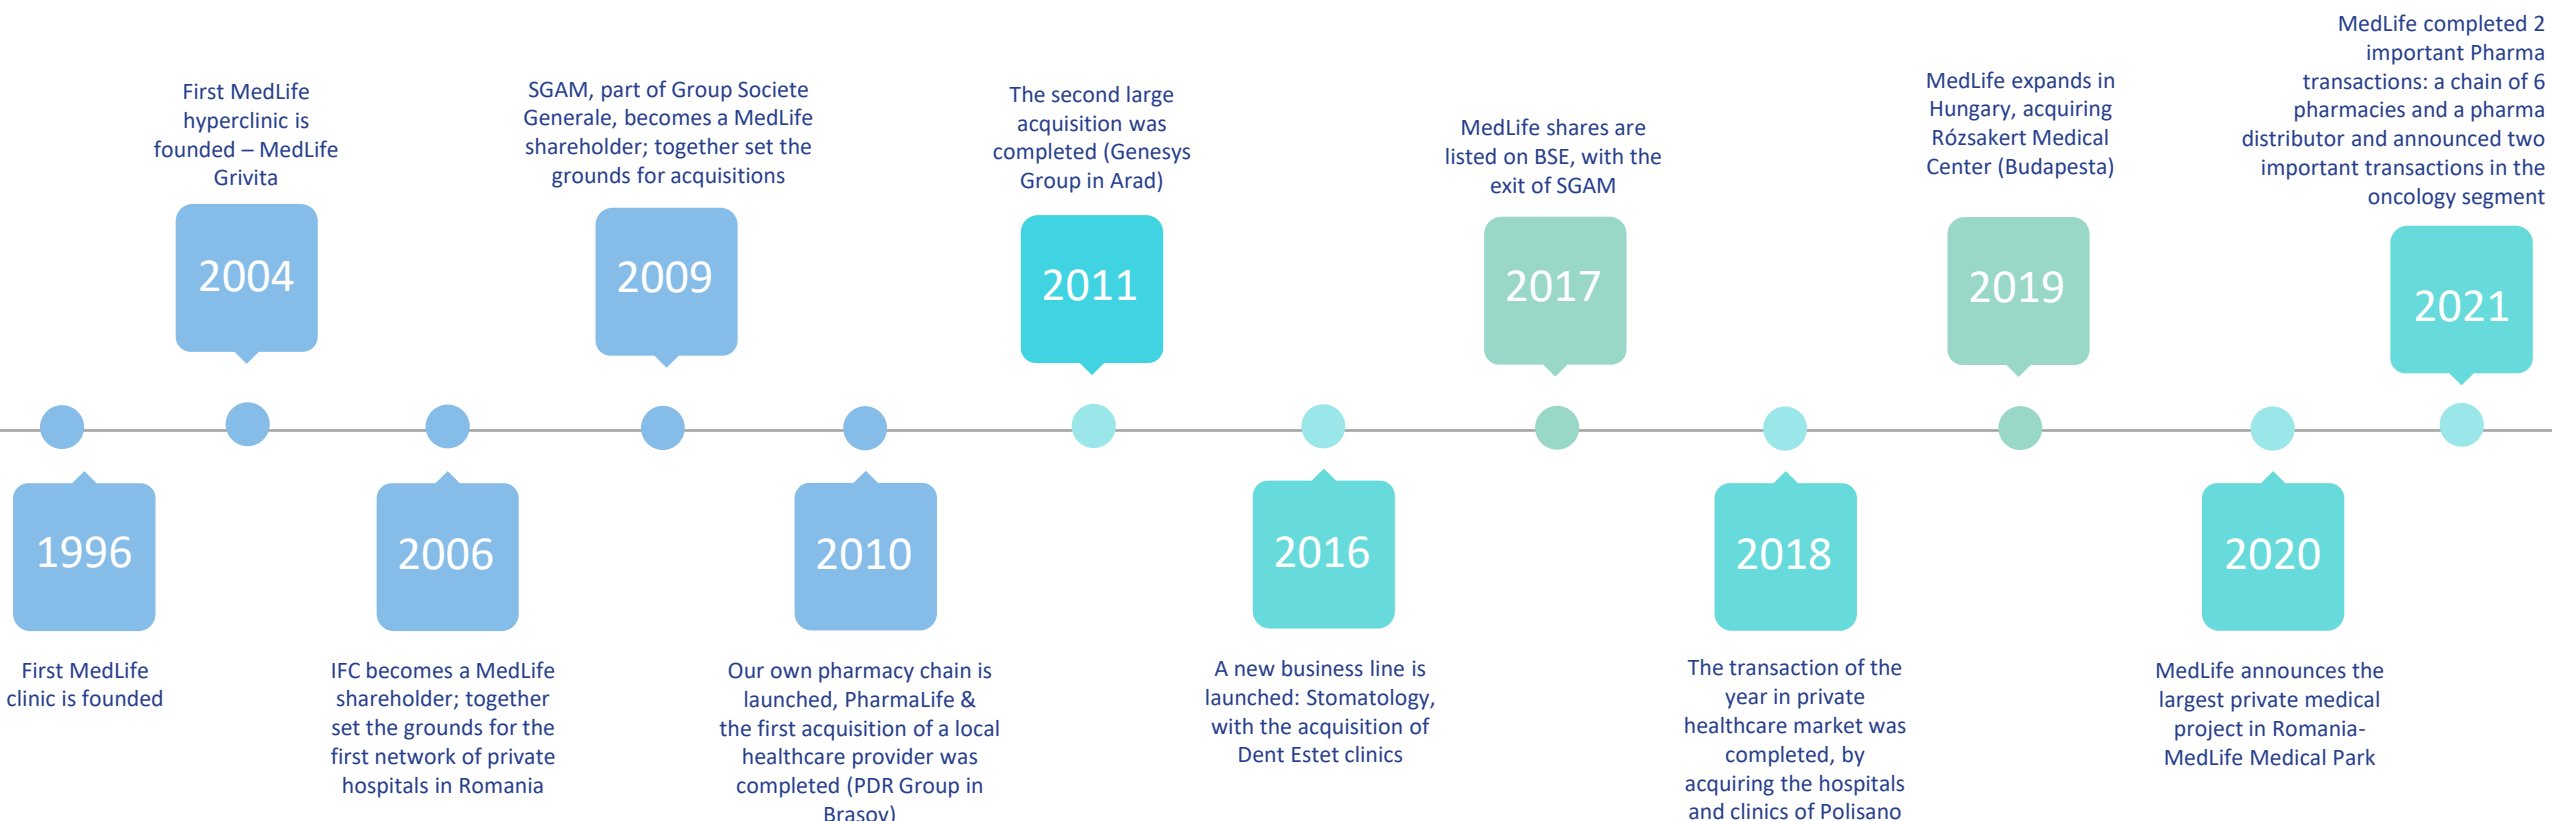 First MedLife
hyperclinic is
founded – MedLife
Grivita
2004
SGAM, part of Group Societe
Generale, becomes a MedLife
shareholder; together set the
grounds for acquisitions
2009
The second large
acquisition was
completed (Genesys
Group in Arad)
2011
MedLife shares are
listed on BSE, with the
exit of SGAM
2017
MedLife expands in
Hungary, acquiring
Rózsakert Medical
Center (Budapesta)
2019
MedLife completed 2
important Pharma
transactions: a chain of 6
pharmacies and a pharma
distributor and announced two
important transactions in the
oncology segment
2021
1996
First MedLife
clinic is founded
2006
IFC becomes a MedLife
shareholder; together
set the grounds for the
first network of private
hospitals in Romania
2010
Our own pharmacy chain is
launched, PharmaLife &
the first acquisition of a local
healthcare provider was
completed (PDR Group in
Brasov)
2016
A new business line is
launched: Stomatology,
with the acquisition of
Dent Estet clinics
2018
The transaction of the
year in private
healthcare market was
completed, by
acquiring the hospitals
and clinics of Polisano
2020
MedLife announces the
largest private medical
project in Romania-
MedLife Medical Park